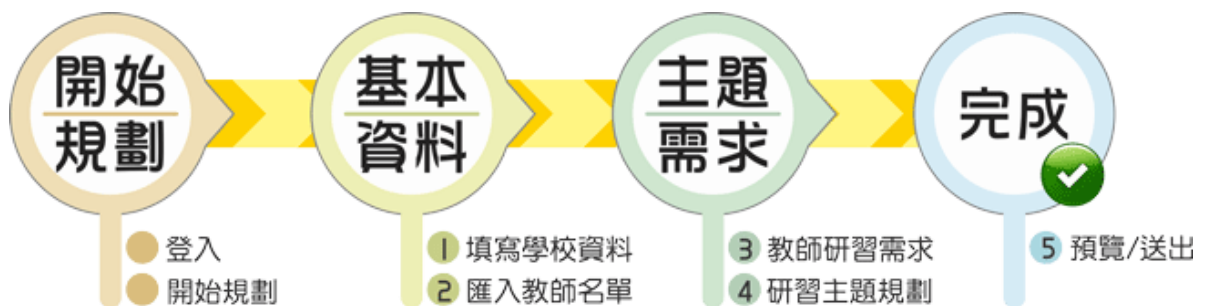 開始
規劃
登入
開始規劃
基本
資料
1 填寫學校資料
2 匯入教師名單
主題
需求
3 教師研習需求
4 研習主題規劃
完成
5 預覽/送出